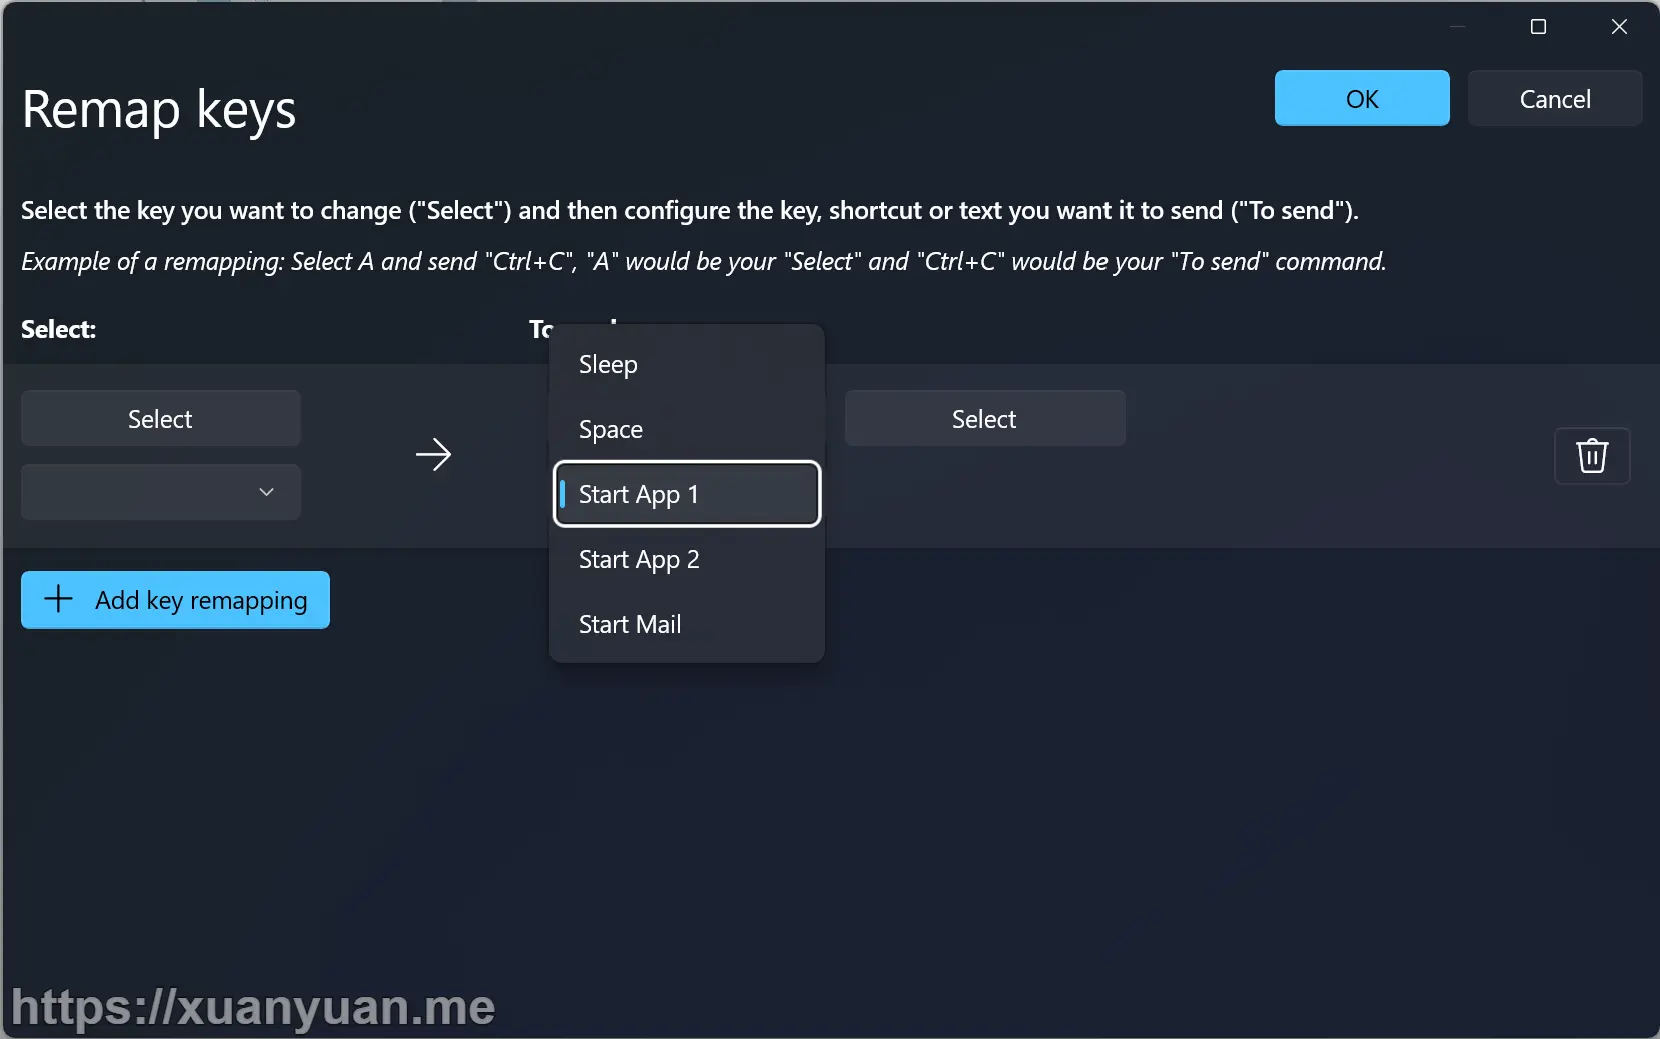 Remap keys
OK
Cancel
Select the key you want to change ("Select") and then configure the key, shortcut or text you want it to send ("To send").
Example of a remapping: Select A and send "Ctrl+C", "A" would be your "Select" and "Ctrl+C" would be your "To send" command.
Select:
Select
Sleep
Space
Start App 1
Start App 2
Start Mail
Select
Add key remapping
https://xuanyuan.me